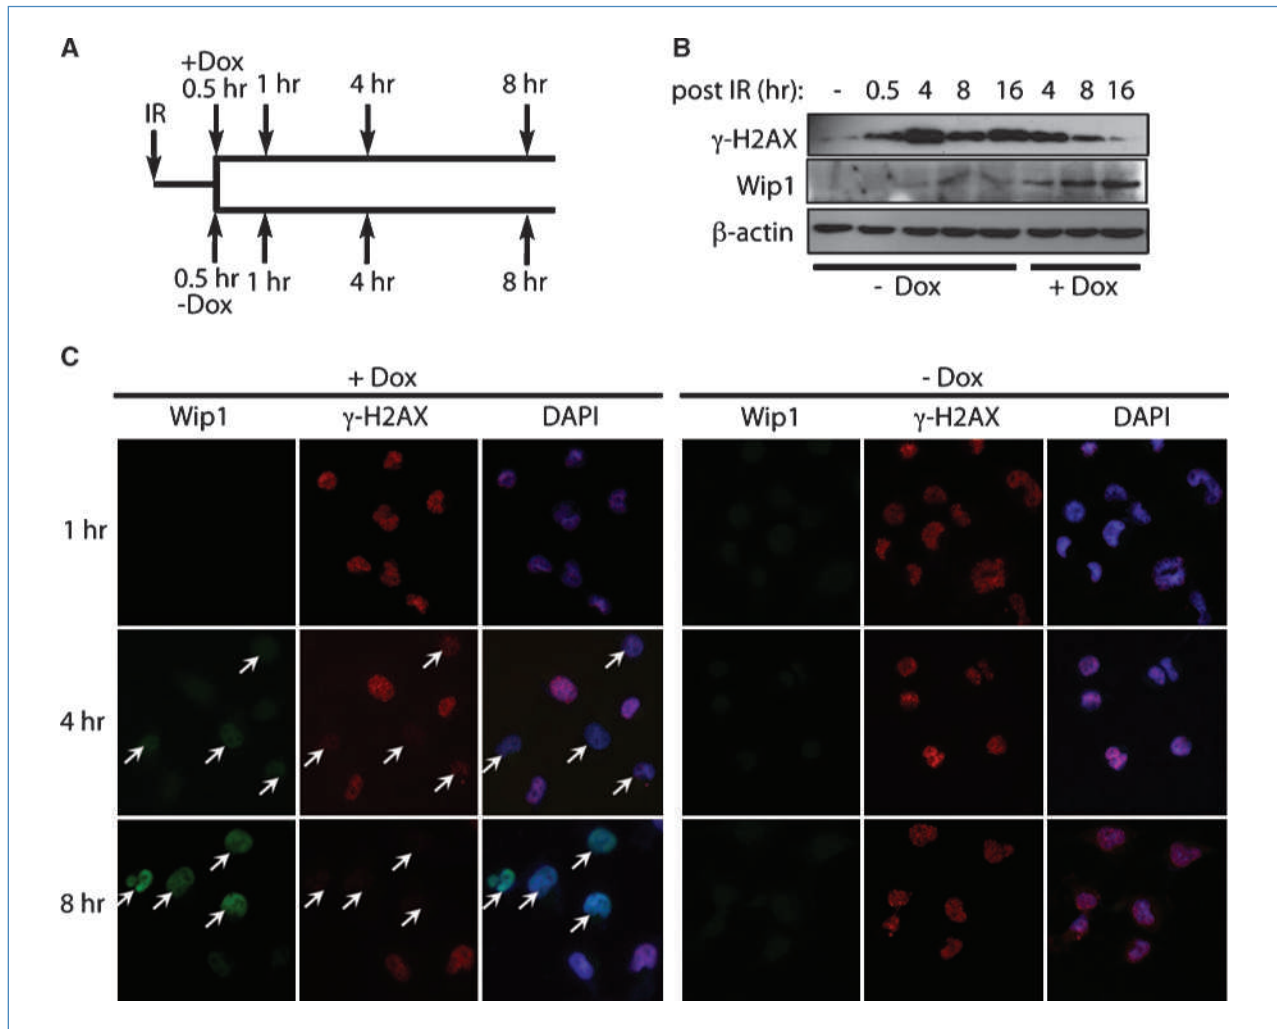 A
+Dox
0.5 hr 1 hr 4 hr 8 hr
IR
0.5 hr 1 hr 4 hr 8 hr
-Dox
B
post IR (hr): - 0.5 4 8 16 4 8 16
γ-H2AX
Wip1
β-actin
- Dox + Dox
C
+ Dox - Dox
Wip1 γ-H2AX DAPI Wip1 γ-H2AX DAPI
1 hr
4 hr
8 hr